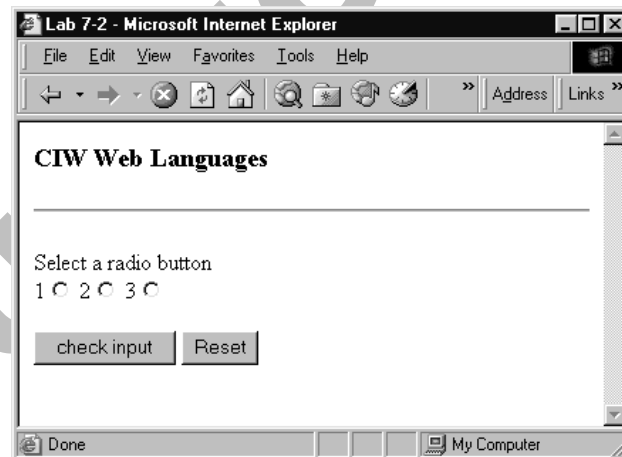 Lab 7-2 - Microsoft Internet Explorer
File Edit View Favorites Tools Help
» Address Links »
CIW Web Languages
Select a radio button
1 2 3
check input Reset
Done My Computer